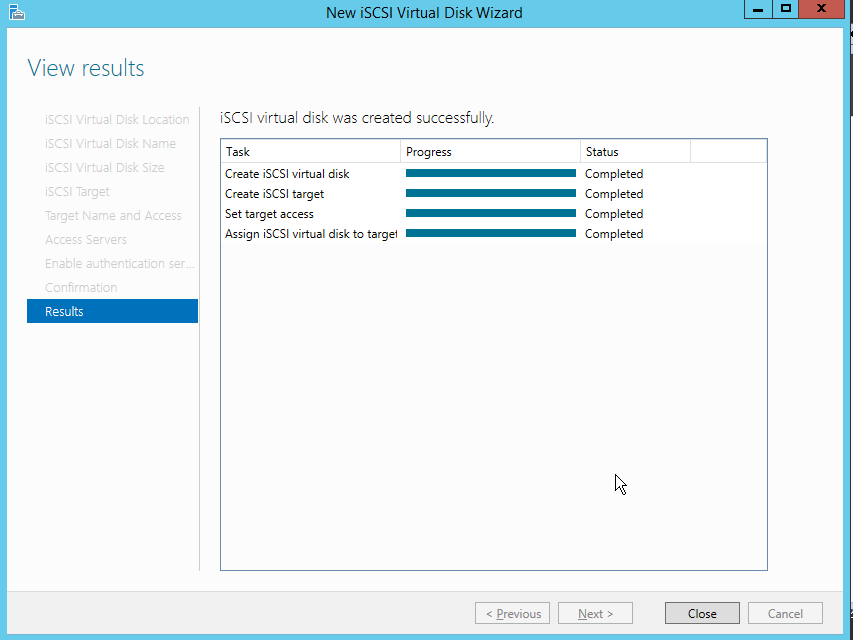 New iSCSI Virtual Disk Wizard
View results
iSCSI Virtual Disk Location
iSCSI Virtual Disk Name
iSCSI Virtual Disk Size
iSCSI Target
Target Name and Access
Access Servers
Enable authentication ser...
Confirmation
Results
iSCSI virtual disk was created successfully.
Task Progress Status
Create iSCSI virtual disk Completed
Create iSCSI target Completed
Set target access Completed
Assign iSCSI virtual disk to target Completed
< Previous Next > Close Cancel